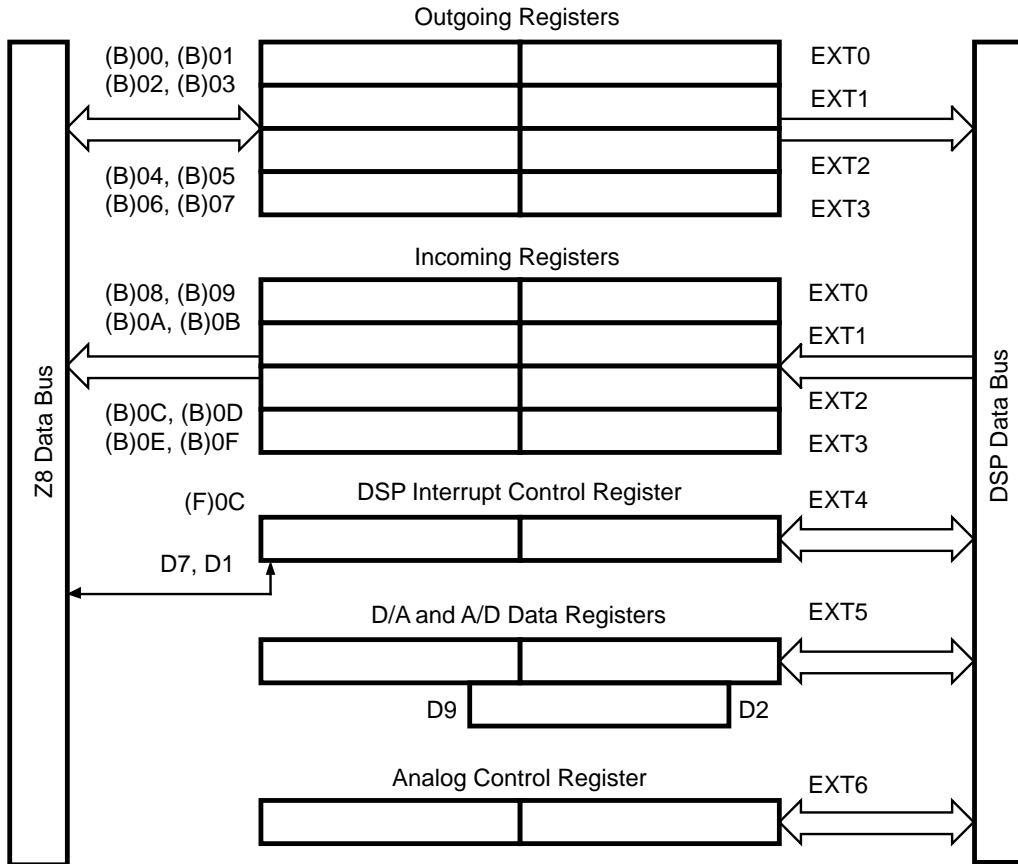 Outgoing Registers
(B)00, (B)01
(B)02, (B)03
EXT0
EXT1
(B)04, (B)05
(B)06, (B)07
EXT2
EXT3
Incoming Registers
(B)08, (B)09
(B)0A, (B)0B
EXT0
EXT1
(B)0C, (B)0D
(B)0E, (B)0F
EXT2
EXT3
Z8 Data Bus
DSP Data Bus
DSP Interrupt Control Register
(F)0C
EXT4
D7, D1
D/A and A/D Data Registers
EXT5
D9
D2
Analog Control Register
EXT6